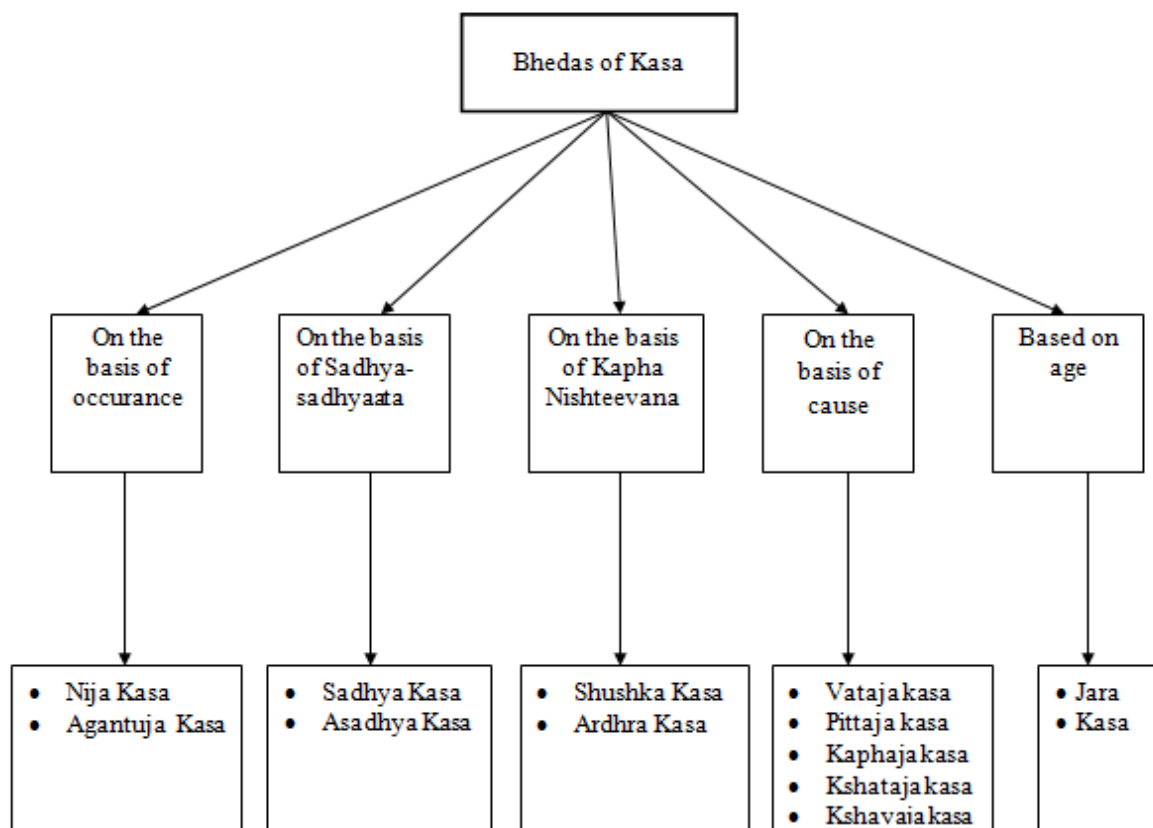 Bhedas of Kasa
On the
basis of
occurance
On the basis
of Sadhya-
sadhyaata
On the basis
of Kapha
Nishteevana
On the
basis of
cause
Based on
age
• Nija Kasa
• Agantuja Kasa
• Sadhya Kasa
• Asadhya Kasa
• Shushka Kasa
• Ardhra Kasa
• Vataja kasa
• Pittaja kasa
• Kaphaja kasa
• Kshataja kasa
• Kshayaja kasa
• Jara
• Kasa